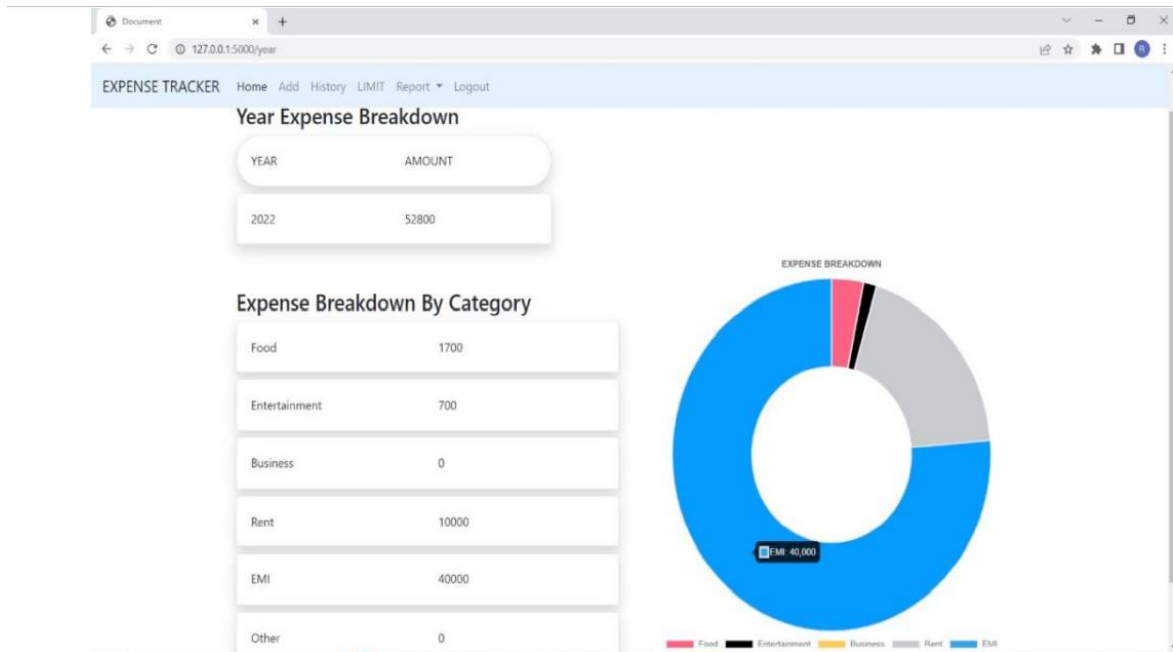 Document
127.0.0.1:5000/year
R
EXPENSE TRACKER Home Add History LIMIT Report Logout
Year Expense Breakdown
YEAR AMOUNT
2022 52800
EXPENSE BREAKDOWN
Expense Breakdown By Category
Food 1700
Entertainment 700
Business 0
Rent 10000
EMI 40000
Other 0
EMI: 40,000
Food Entertainment Business Rent EMI